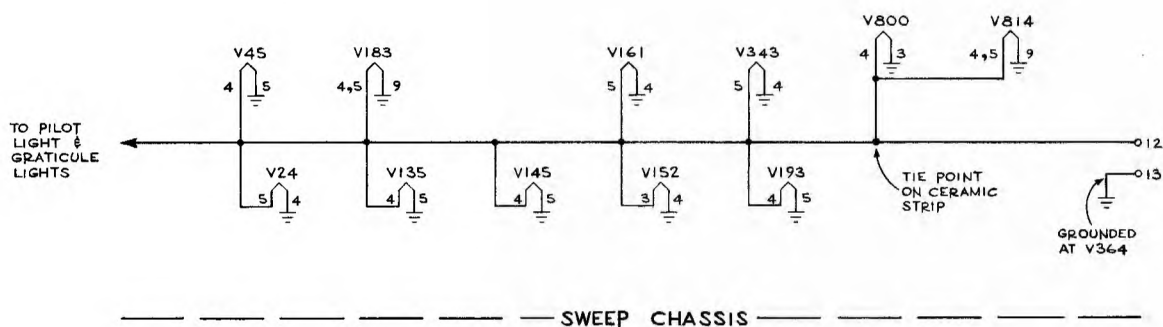 V800
V814
4
3
4,5
9
V45
V183
V161
V343
4
5
4,5
9
5
4
5
4
TO PILOT
LIGHT &
GRATICULE
LIGHTS
12
13
V24
V135
V145
V152
V193
5
4
4
5
4
5
3
4
4
5
TIE POINT
ON CERAMIC
STRIP
GROUNDED
AT V364
SWEEP CHASSIS